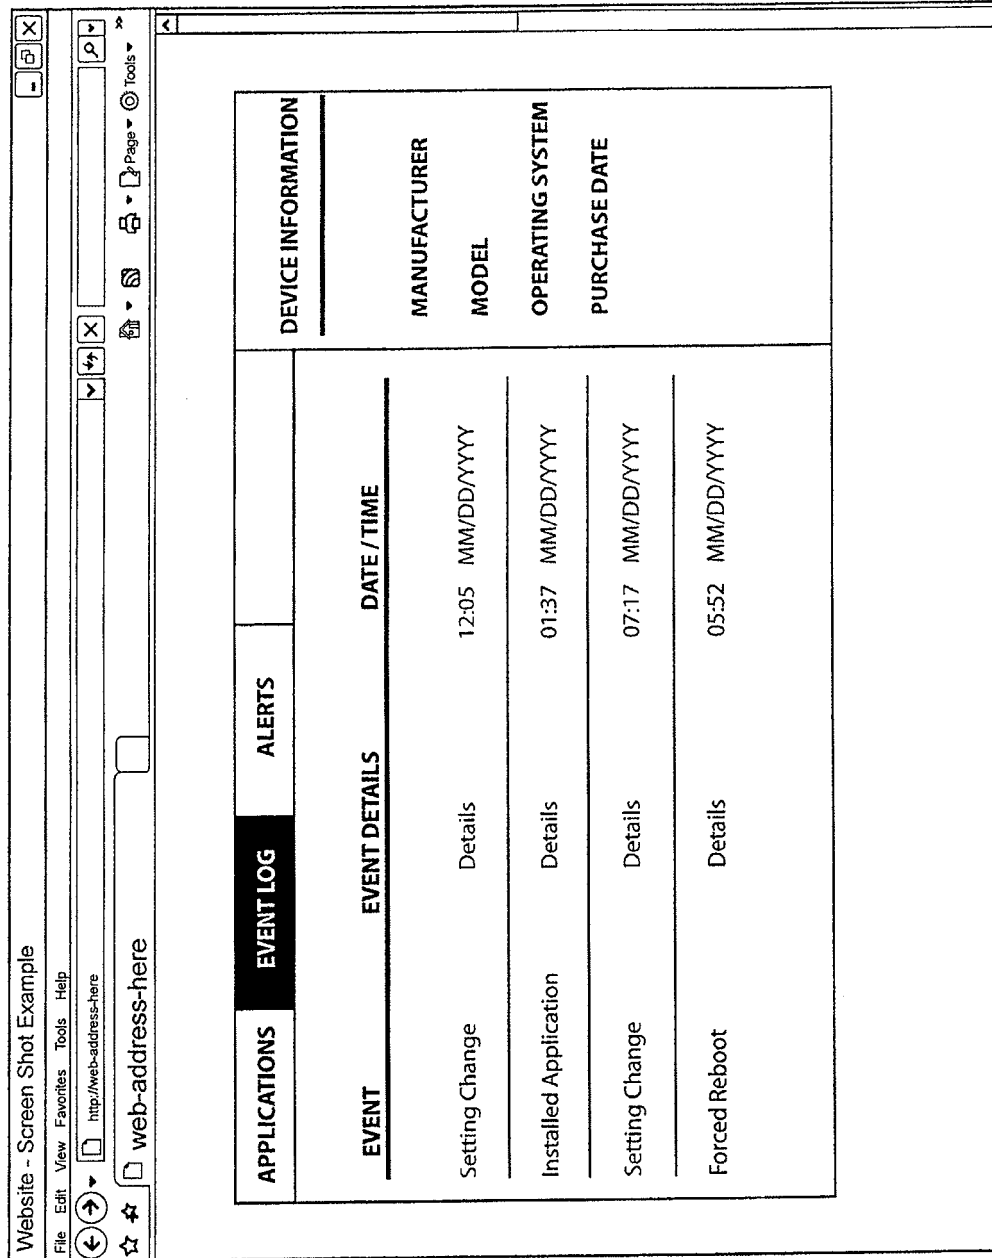 Website - Screen Shot Example
File Edit View Favorites Tools Help
http://web-address-here
web-address-here
Page Tools
APPLICATIONS EVENT LOG ALERTS
DEVICE INFORMATION
EVENT EVENT DETAILS DATE / TIME
Setting Change Details 12:05 MM/DD/YYYY
Installed Application Details 01:37 MM/DD/YYYY
Setting Change Details 07:17 MM/DD/YYYY
Forced Reboot Details 05:52 MM/DD/YYYY
MANUFACTURER
MODEL
OPERATING SYSTEM
PURCHASE DATE